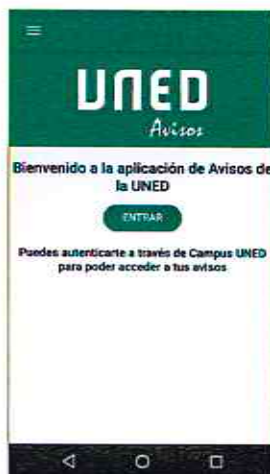 UNED
Avisos
Bienvenido a la aplicación de Avisos de
la UNED
ENTRAR
Puedes autenticarte a través de Campus UNED
para poder acceder a tus avisos